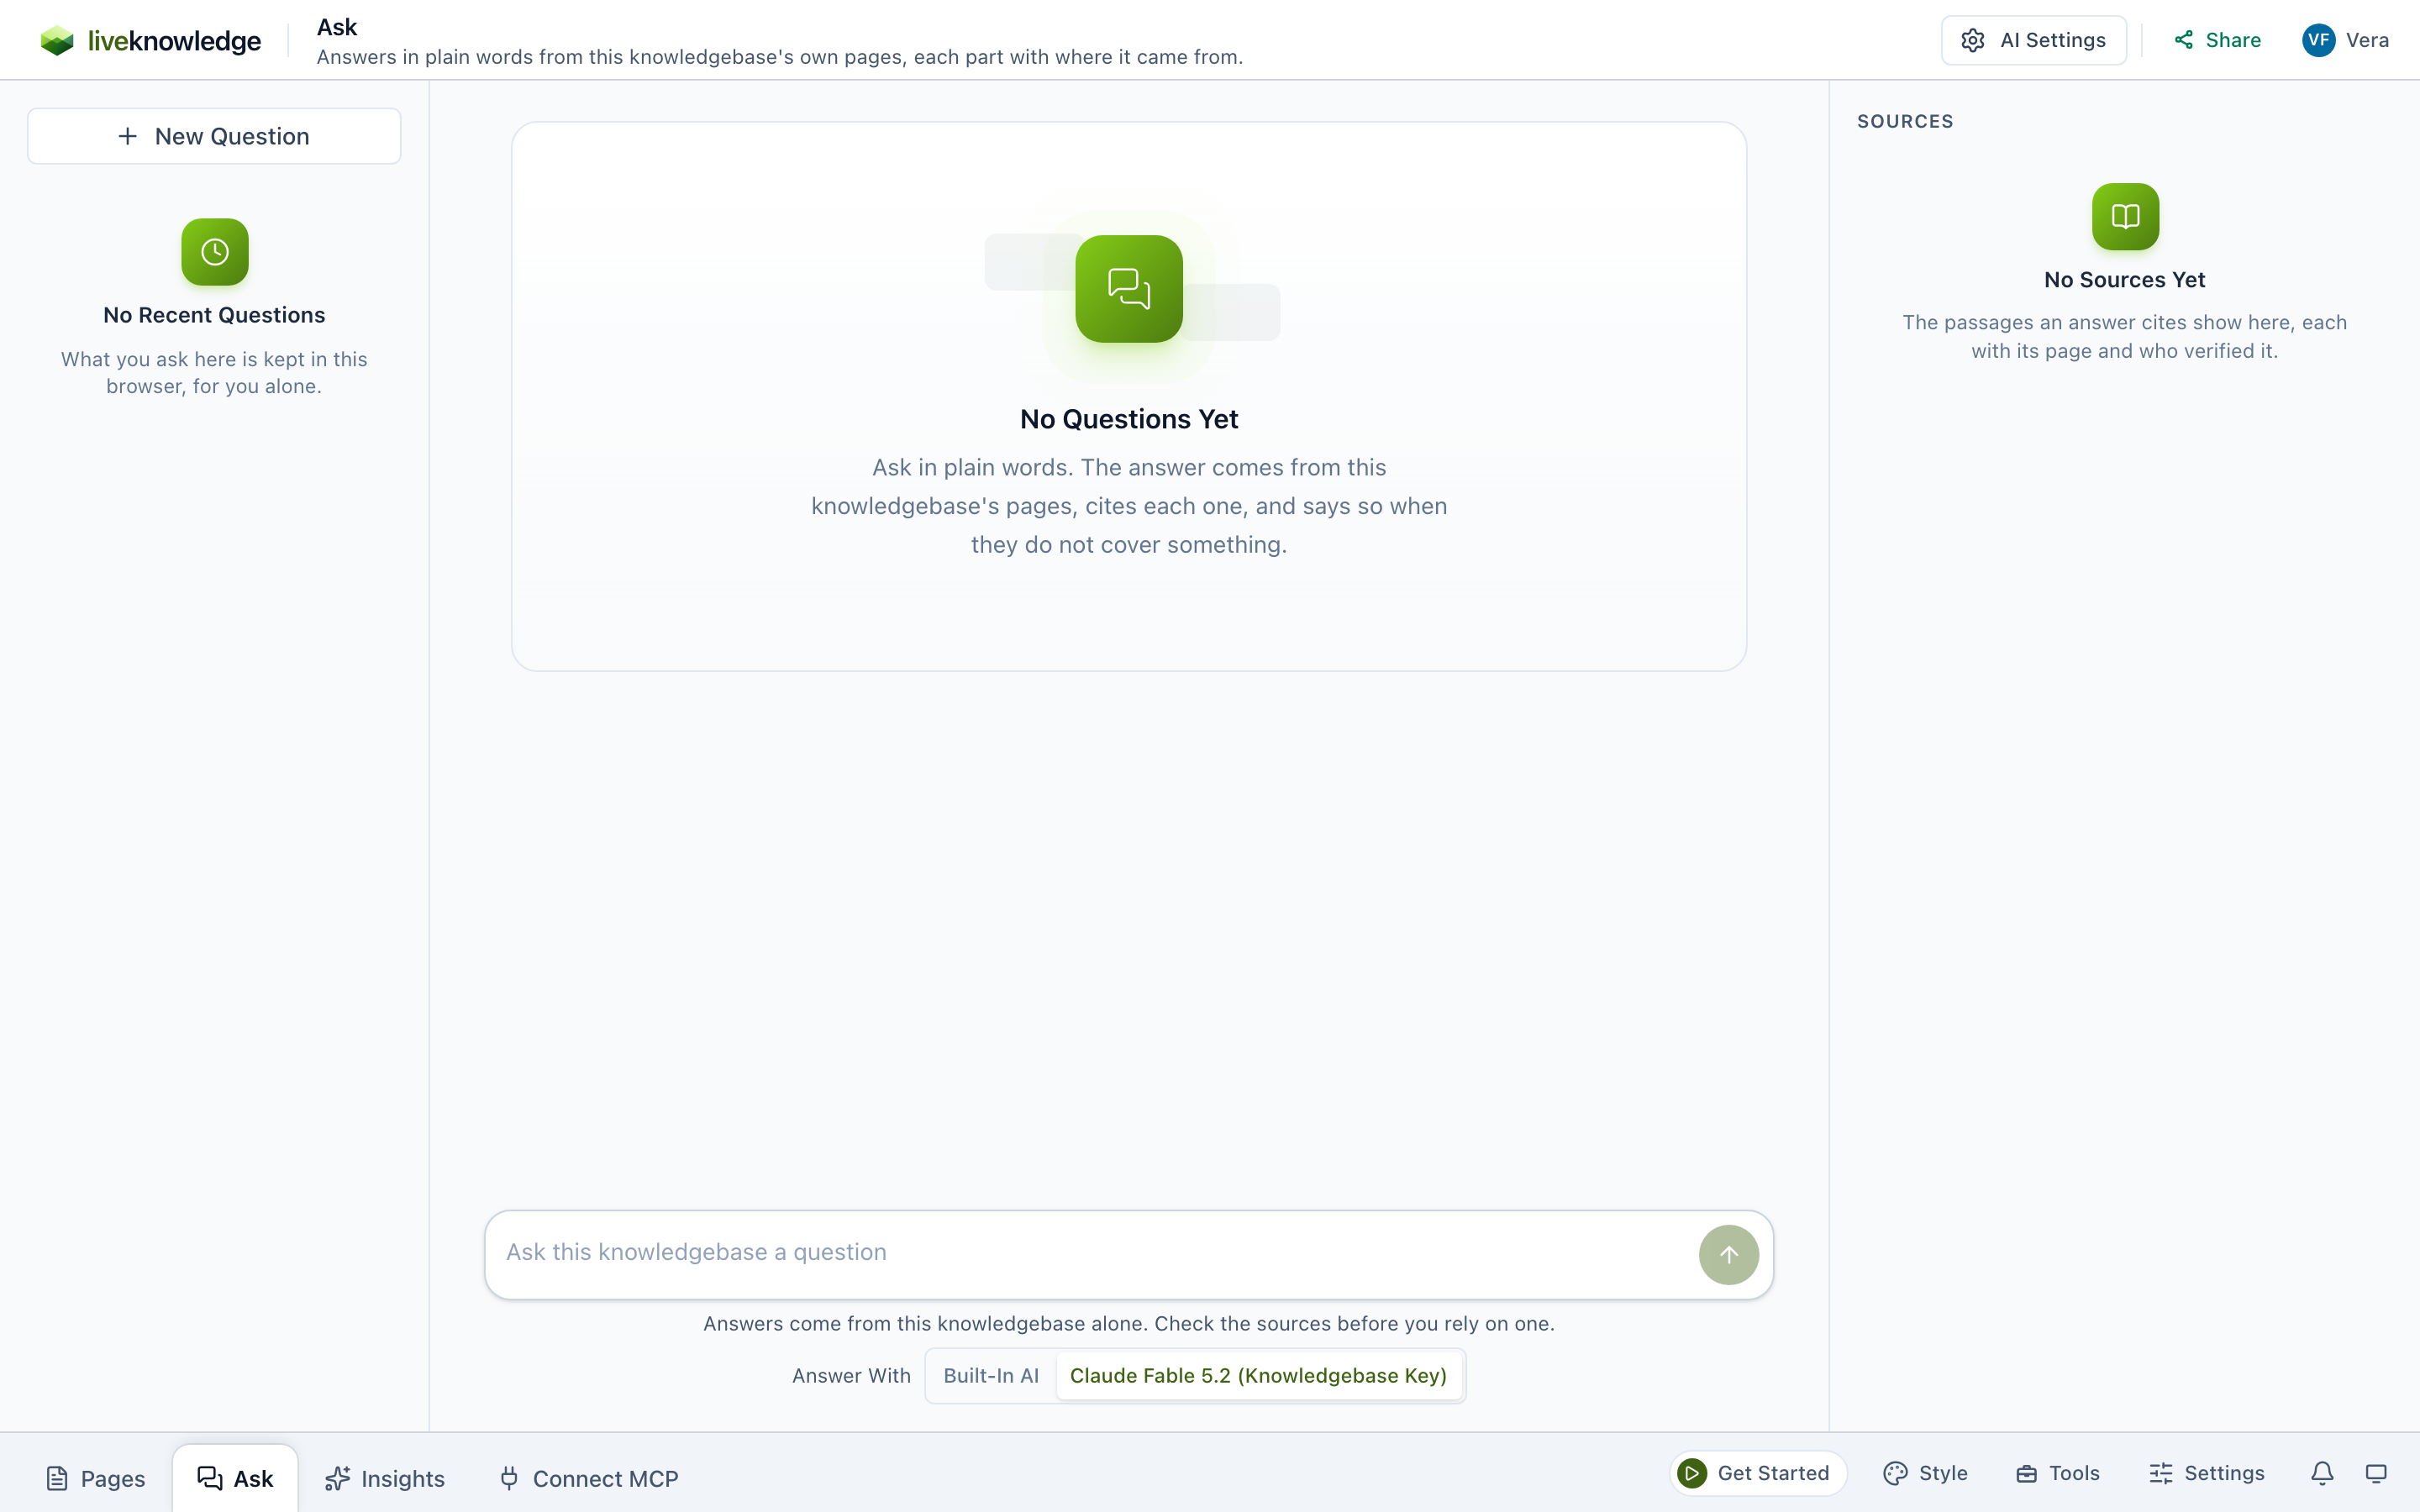 liveknowledge
Ask
Answers in plain words from this knowledgebase's own pages, each part with where it came from.
AI Settings
Share
VF
Vera
New Question
No Recent Questions
What you ask here is kept in this
browser, for you alone.
No Questions Yet
Ask in plain words. The answer comes from this
knowledgebase's pages, cites each one, and says so when
they do not cover something.
SOURCES
No Sources Yet
The passages an answer cites show here, each
with its page and who verified it.
Ask this knowledgebase a question
Answers come from this knowledgebase alone. Check the sources before you rely on one.
Answer With
Built-In AI
Claude Fable 5.2 (Knowledgebase Key)
Pages
Ask
Insights
Connect MCP
Get Started
Style
Tools
Settings